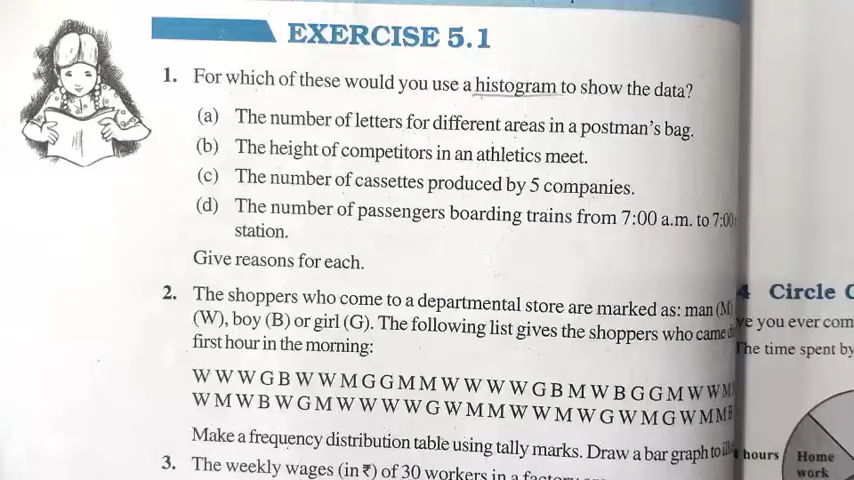 EXERCISE 5.1
1. For which of these would you use a histogram to show the data?
(a) The number of letters for different areas in a postman's bag.
(b) The height of competitors in an athletics meet.
(c) The number of cassettes produced by 5 companies.
(d) The number of passengers boarding trains from 7:00 a.m. to 7:00
station.
Give reasons for each.
2. The shoppers who come to a departmental store are marked as: man (M)
(W), boy (B) or girl (G). The following list gives the shoppers who came
first hour in the morning:
W W W G B W W M G G M M W W W W G B M W B G G M W W M
W M W B W G M W W W W G W M M W W M W G W M G W M M B
Make a frequency distribution table using tally marks. Draw a bar graph to
3. The weekly wages (in ₹) of 30 workers in a factory
Circle
ve you ever com
The time spent by
hours
Home
work